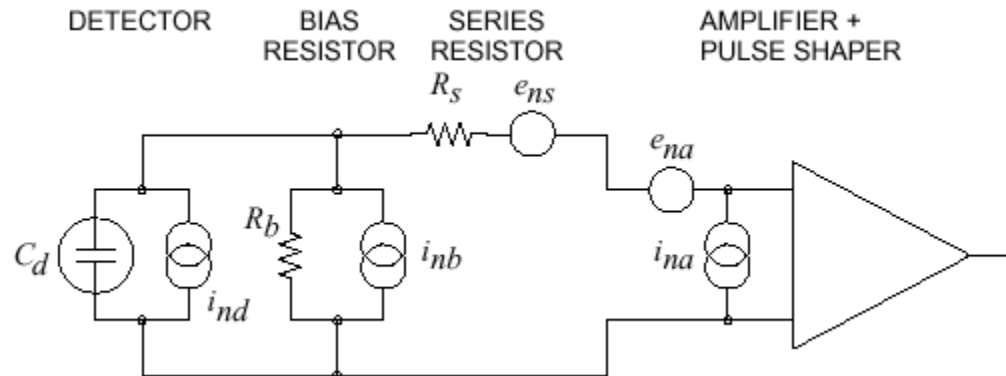 DETECTOR
BIAS
RESISTOR
SERIES
RESISTOR
AMPLIFIER +
PULSE SHAPER
Rs
ens
ena
Cd
ind
Rb
inb
ina